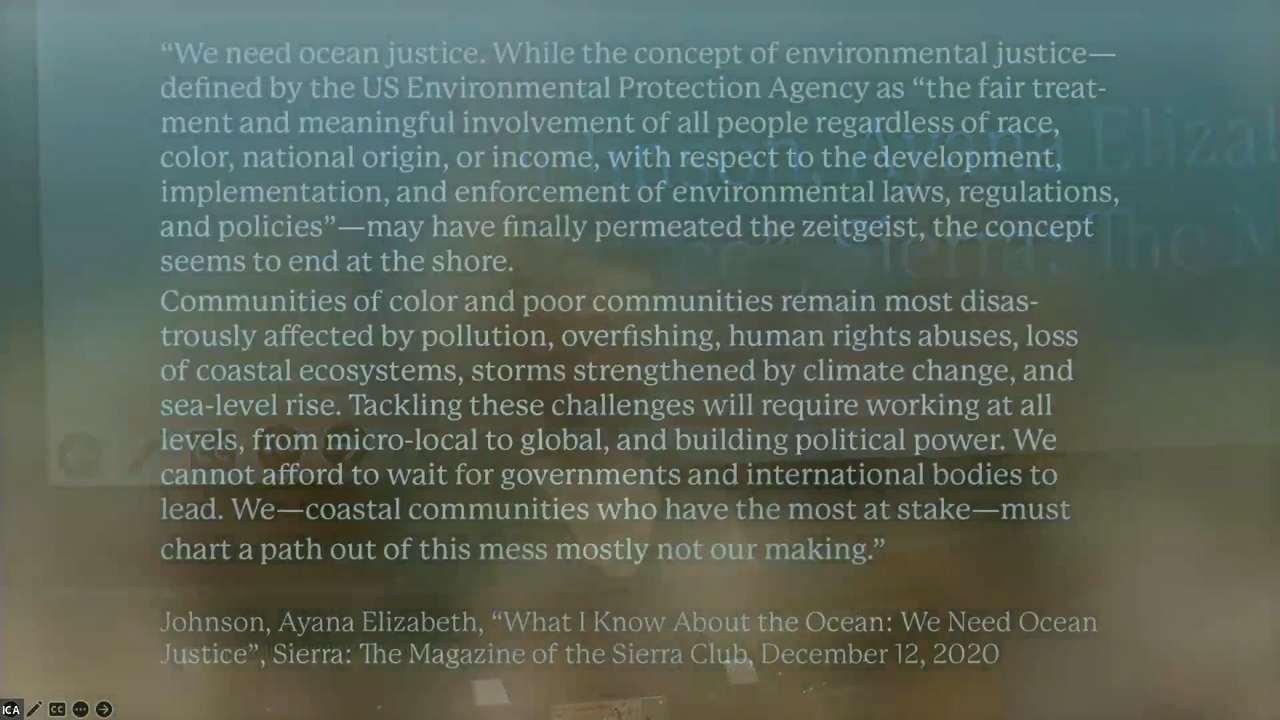 “We need ocean justice. While the concept of environmental justice—
defined by the US Environmental Protection Agency as “the fair treat-
ment and meaningful involvement of all people regardless of race,
color, national origin, or income, with respect to the development,
implementation, and enforcement of environmental laws, regulations,
and policies”—may have finally permeated the zeitgeist, the concept
seems to end at the shore.
Communities of color and poor communities remain most disas-
trously affected by pollution, overfishing, human rights abuses, loss
of coastal ecosystems, storms strengthened by climate change, and
sea-level rise. Tackling these challenges will require working at all
levels, from micro-local to global, and building political power. We
cannot afford to wait for governments and international bodies to
lead. We—coastal communities who have the most at stake—must
chart a path out of this mess mostly not our making.”
Johnson, Ayana Elizabeth, “What I Know About the Ocean: We Need Ocean
Justice”, Sierra: The Magazine of the Sierra Club, December 12, 2020
ICA CC